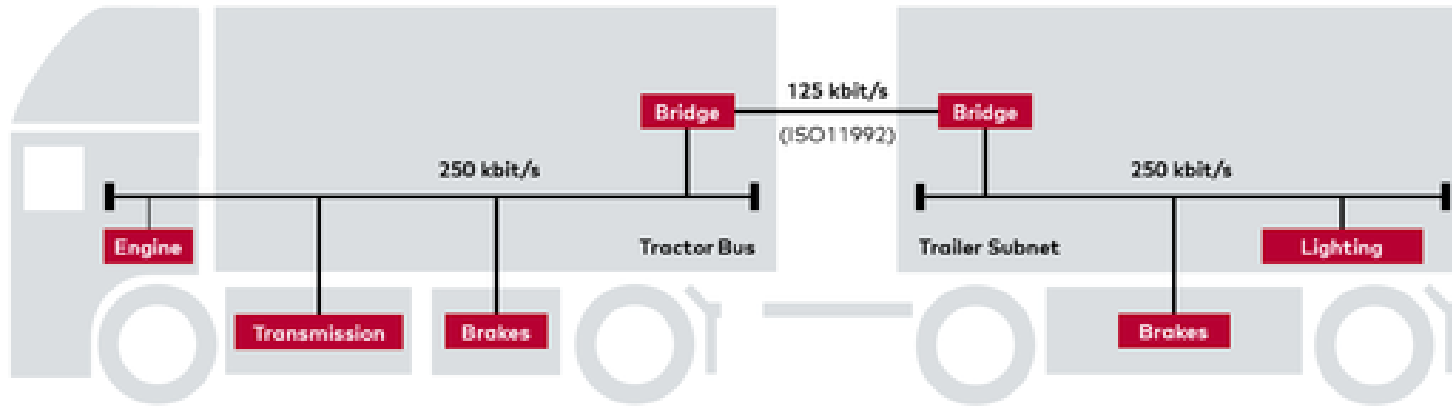 125 kbit/s
Bridge
Bridge
(ISO11992)
250 kbit/s
250 kbit/s
Engine
Tractor Bus
Trailer Subnet
Lighting
Transmission
Brakes
Brakes